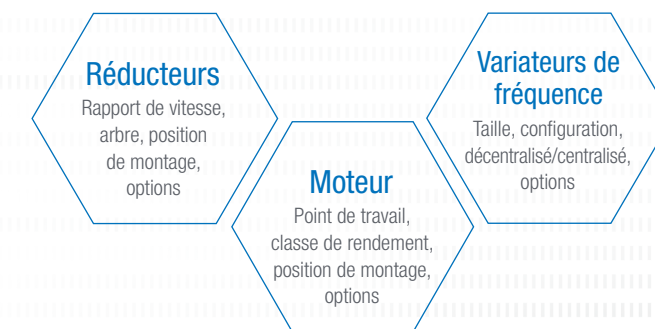 Réducteurs
Rapport de vitesse,
arbre, position
de montage,
options
Moteur
Point de travail,
classe de rendement,
position de montage,
options
Variateurs de
fréquence
Taille, configuration,
décentralisé/centralisé,
options